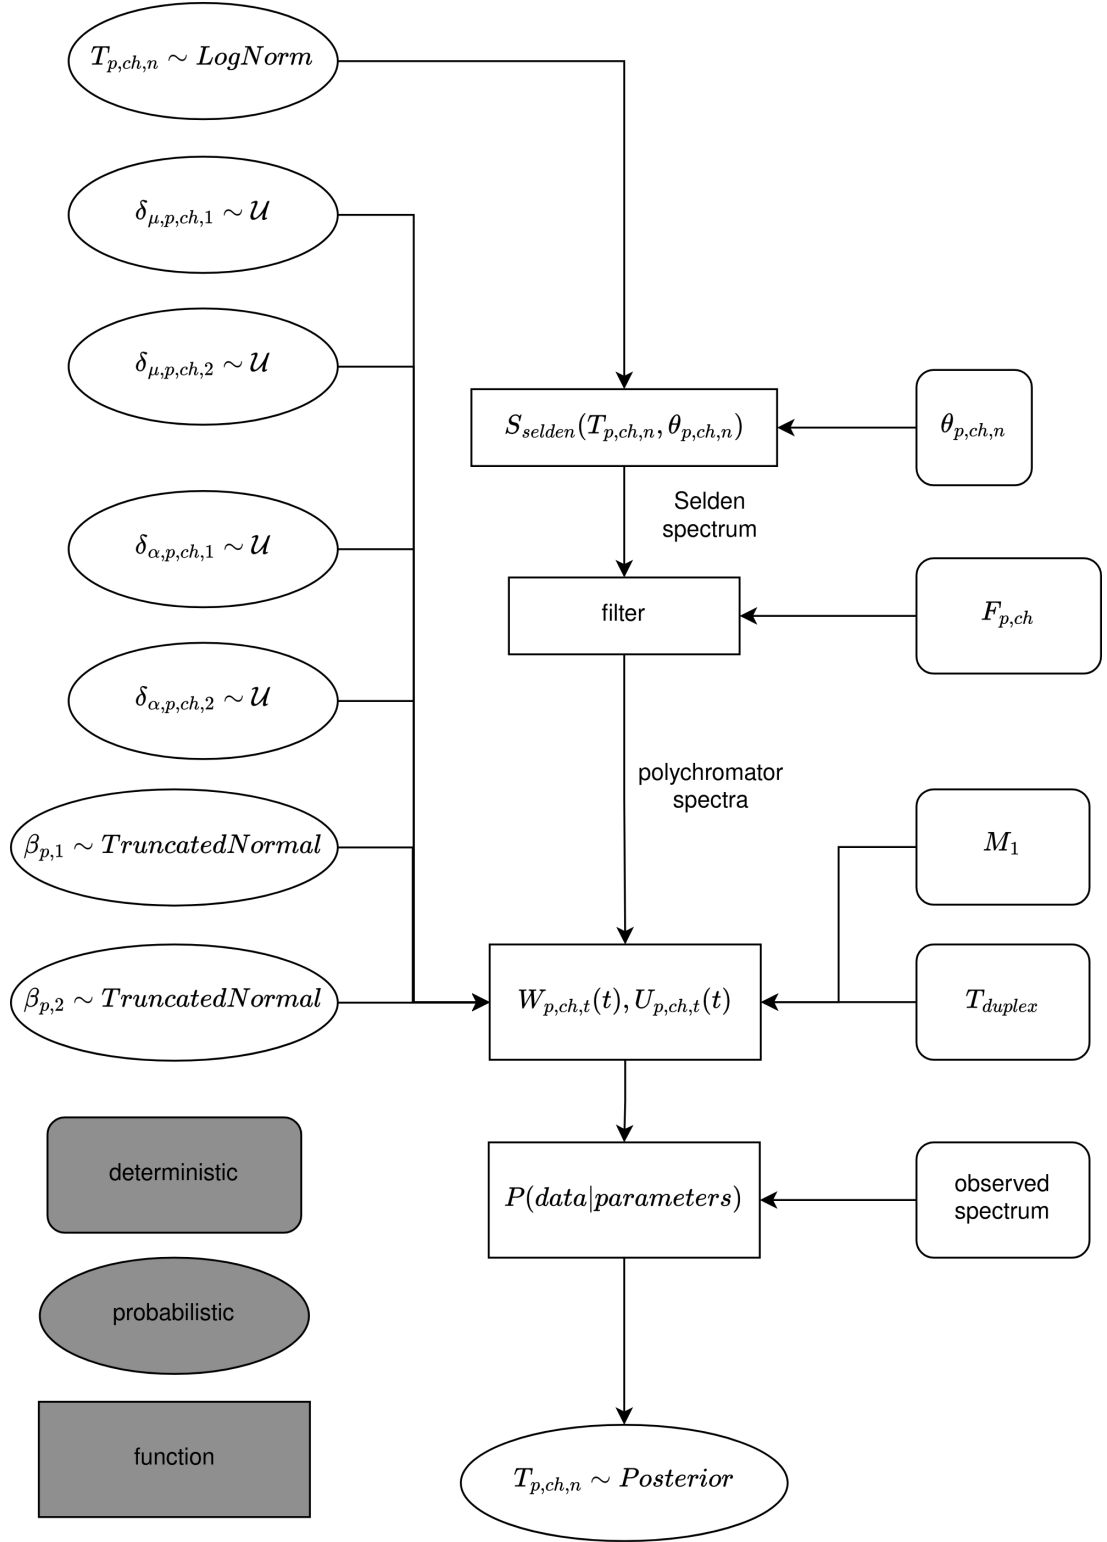 T_{p,ch,n} ∼ LogNorm
δ_{μ,p,ch,1} ∼ 𝒰
δ_{μ,p,ch,2} ∼ 𝒰
S_{selden}(T_{p,ch,n}, θ_{p,ch,n})
θ_{p,ch,n}
Selden
spectrum
δ_{α,p,ch,1} ∼ 𝒰
filter
F_{p,ch}
δ_{α,p,ch,2} ∼ 𝒰
polychromator
spectra
β_{p,1} ∼ TruncatedNormal
M_1
β_{p,2} ∼ TruncatedNormal
W_{p,ch,t}(t), U_{p,ch,t}(t)
T_{duplex}
deterministic
P(data|parameters)
observed
spectrum
probabilistic
function
T_{p,ch,n} ∼ Posterior